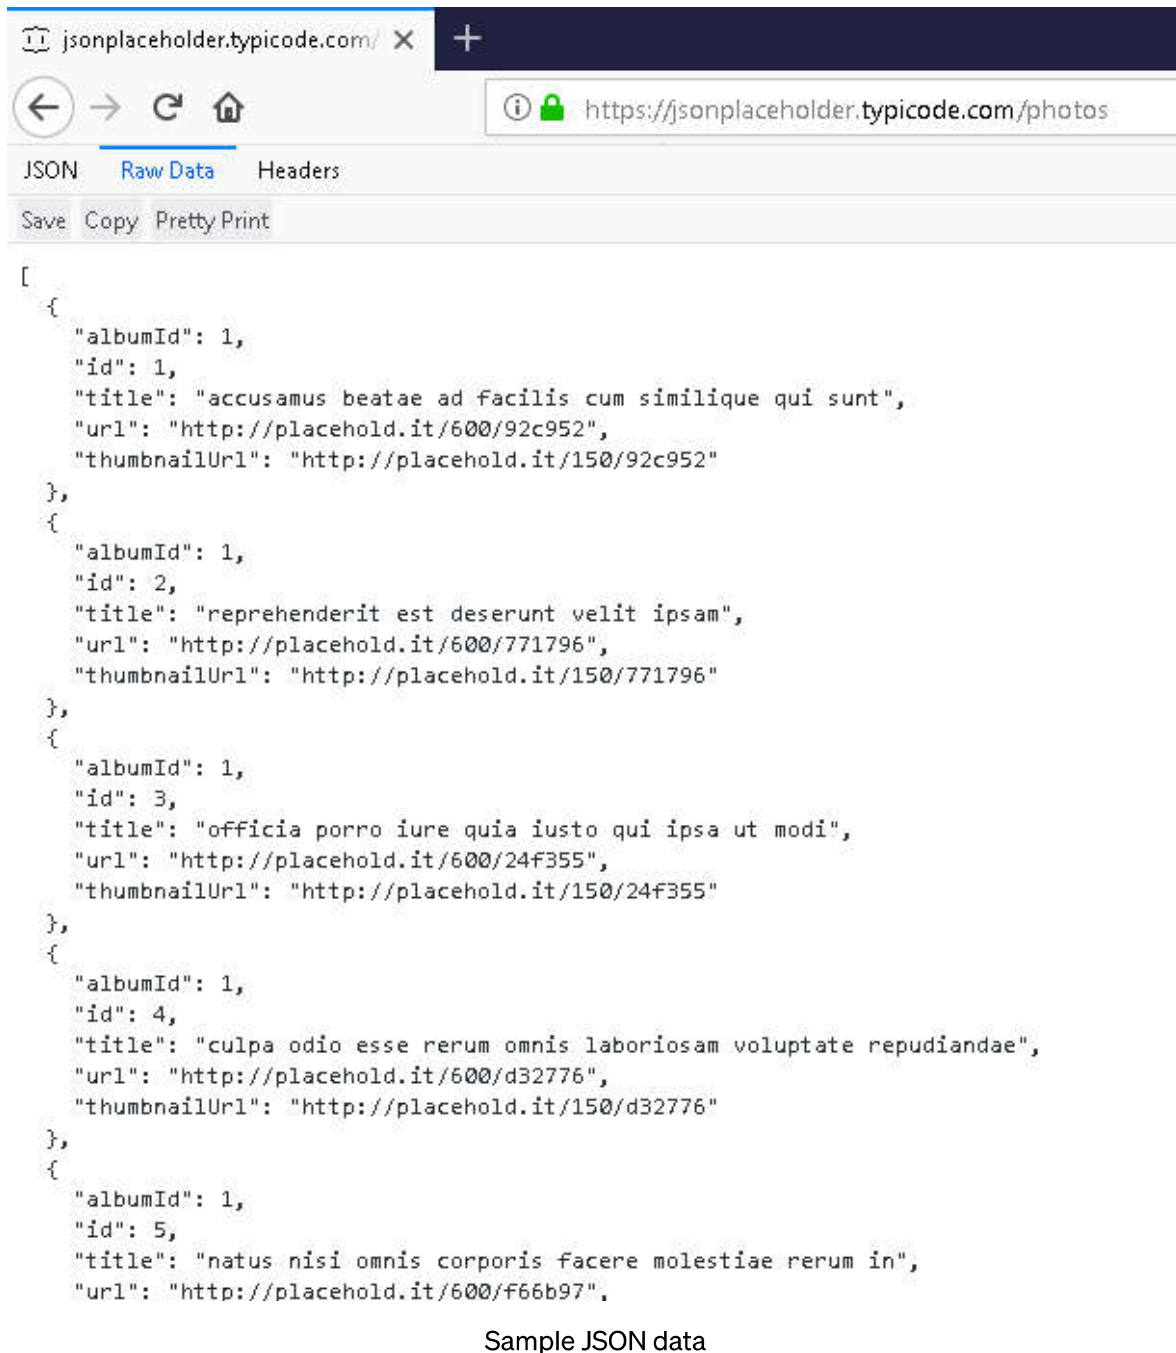 jsonplaceholder.typicode.com/
https://jsonplaceholder.typicode.com/photos
JSON Raw Data Headers
Save Copy Pretty Print
[
  {
    "albumId": 1,
    "id": 1,
    "title": "accusamus beatae ad facilis cum similique qui sunt",
    "url": "http://placehold.it/600/92c952",
    "thumbnailUrl": "http://placehold.it/150/92c952"
  },
  {
    "albumId": 1,
    "id": 2,
    "title": "reprehenderit est deserunt velit ipsam",
    "url": "http://placehold.it/600/771796",
    "thumbnailUrl": "http://placehold.it/150/771796"
  },
  {
    "albumId": 1,
    "id": 3,
    "title": "officia porro iure quia iusto qui ipsa ut modi",
    "url": "http://placehold.it/600/24f355",
    "thumbnailUrl": "http://placehold.it/150/24f355"
  },
  {
    "albumId": 1,
    "id": 4,
    "title": "culpa odio esse rerum omnis laboriosam voluptate repudiandae",
    "url": "http://placehold.it/600/d32776",
    "thumbnailUrl": "http://placehold.it/150/d32776"
  },
  {
    "albumId": 1,
    "id": 5,
    "title": "natus nisi omnis corporis facere molestiae rerum in",
    "url": "http://placehold.it/600/f66b97",
Sample JSON data